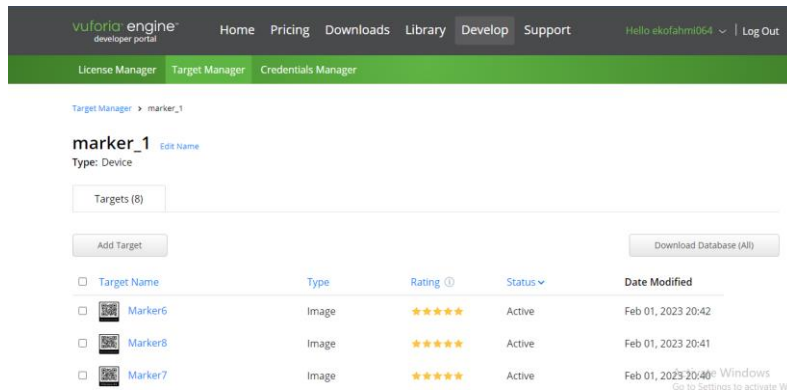 vuforia engine™
developer portal
Home Pricing Downloads Library Develop Support
Hello ekofahmi064 | Log Out
License Manager Target Manager Credentials Manager
Target Manager > marker_1
marker_1 Edit Name
Type: Device
Targets (8)
Add Target
Download Database (All)
Target Name Type Rating Status Date Modified
Marker6 Image Active Feb 01, 2023 20:42
Marker8 Image Active Feb 01, 2023 20:41
Marker7 Image Active Feb 01, 2023 20:40
Activate Windows
Go to Settings to activate W